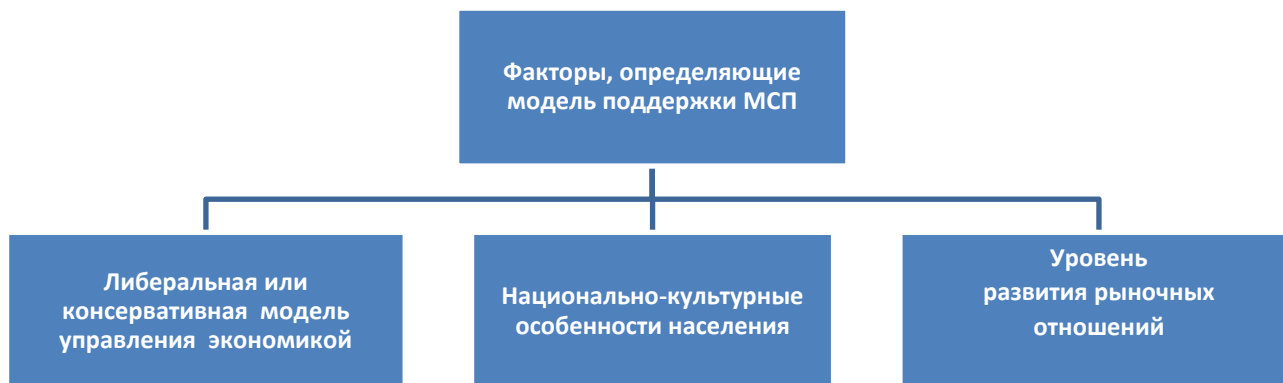 Факторы, определяющие
модель поддержки МСП
Либеральная или
консервативная модель
управления экономикой
Национально-культурные
особенности населения
Уровень
развития рыночных
отношений